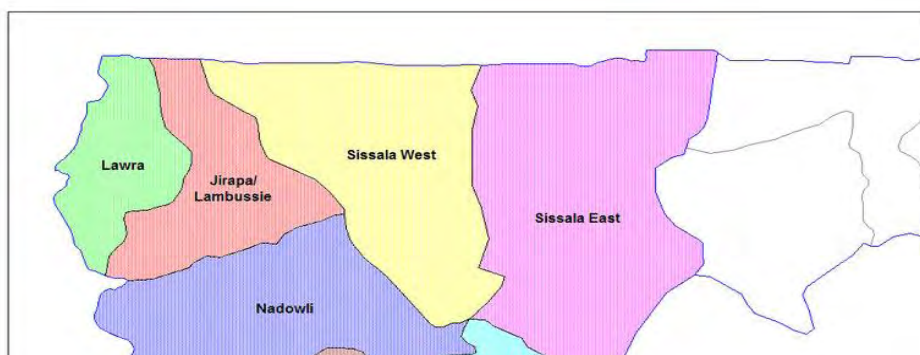 Lawra
Jirapa/
Lambussie
Sissala West
Sissala East
Nadowli